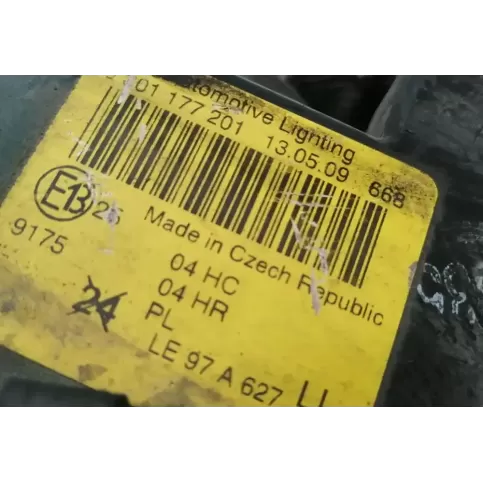 Automotive Lighting
01 177 201 13.05.09 668
E13 25 Made in Czech Republic
9175 04 HC
04 HR
24 PL
LE 97 A 627 LL